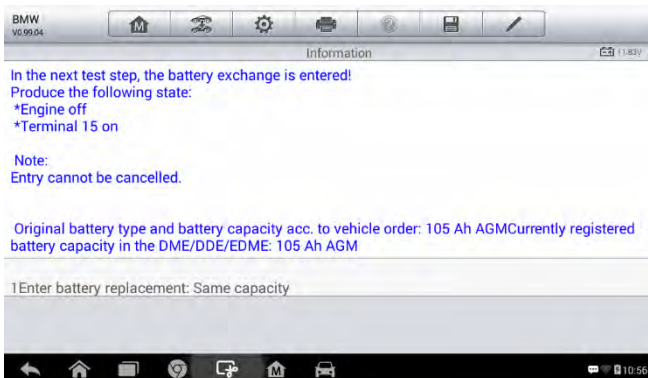 BMW
V0.99.04
Information
11.83V
In the next test step, the battery exchange is entered!
Produce the following state:
*Engine off
*Terminal 15 on
Note:
Entry cannot be cancelled.
Original battery type and battery capacity acc. to vehicle order: 105 Ah AGMCurrently registered
battery capacity in the DME/DDE/EDME: 105 Ah AGM
1Enter battery replacement: Same capacity
10:56